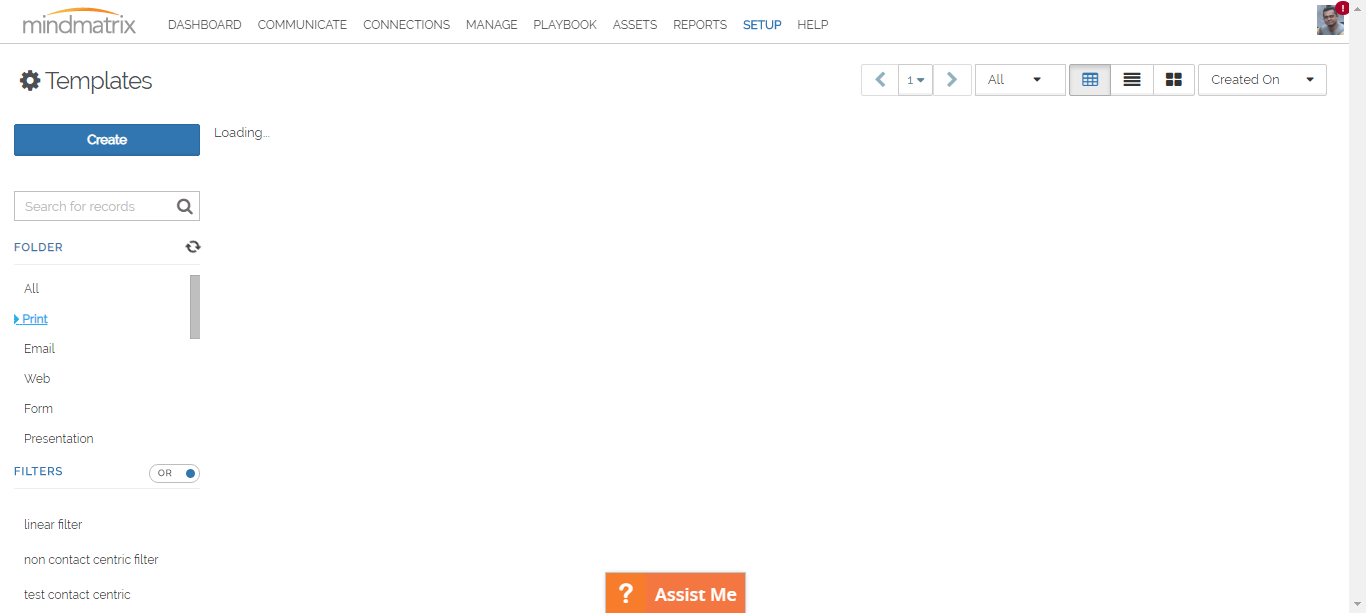 mindmatrix DASHBOARD COMMUNICATE CONNECTIONS MANAGE PLAYBOOK ASSETS REPORTS SETUP HELP !
Templates 1 All Created On
Create Loading...
Search for records
FOLDER
All
Print
Email
Web
Form
Presentation
FILTERS OR
linear filter
non contact centric filter
test contact centric
? Assist Me